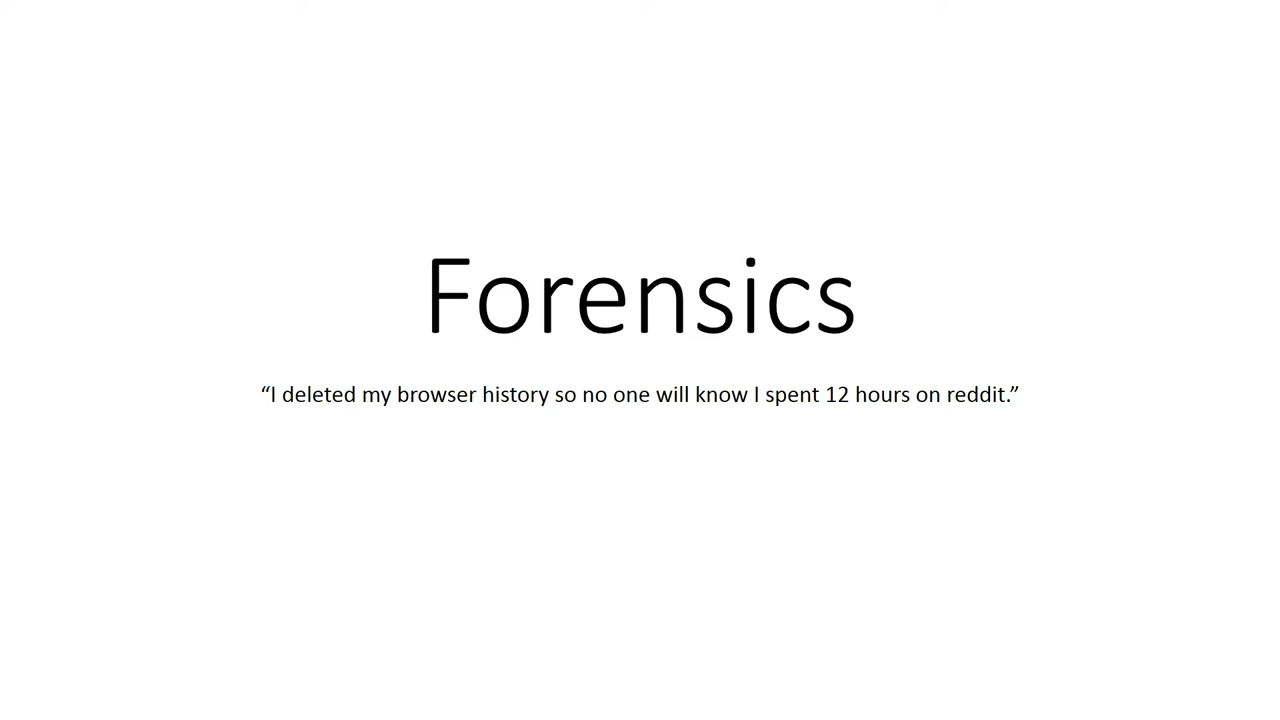 Forensics
“I deleted my browser history so no one will know I spent 12 hours on reddit.”